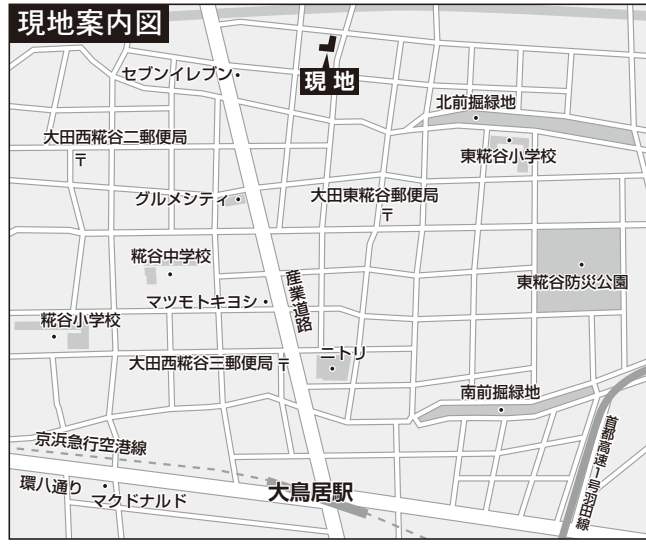 現地案内図
セブンイレブン
現地
北前堀緑地
大田西糀谷二郵便局
〒
東糀谷小学校
大田東糀谷郵便局
〒
グルメシティ
糀谷中学校
産業道路
東糀谷防災公園
マツモトキヨシ
糀谷小学校
ニトリ
大田西糀谷三郵便局〒
南前堀緑地
首都高速1号羽田線
京浜急行空港線
環八通り
マクドナルド
大鳥居駅